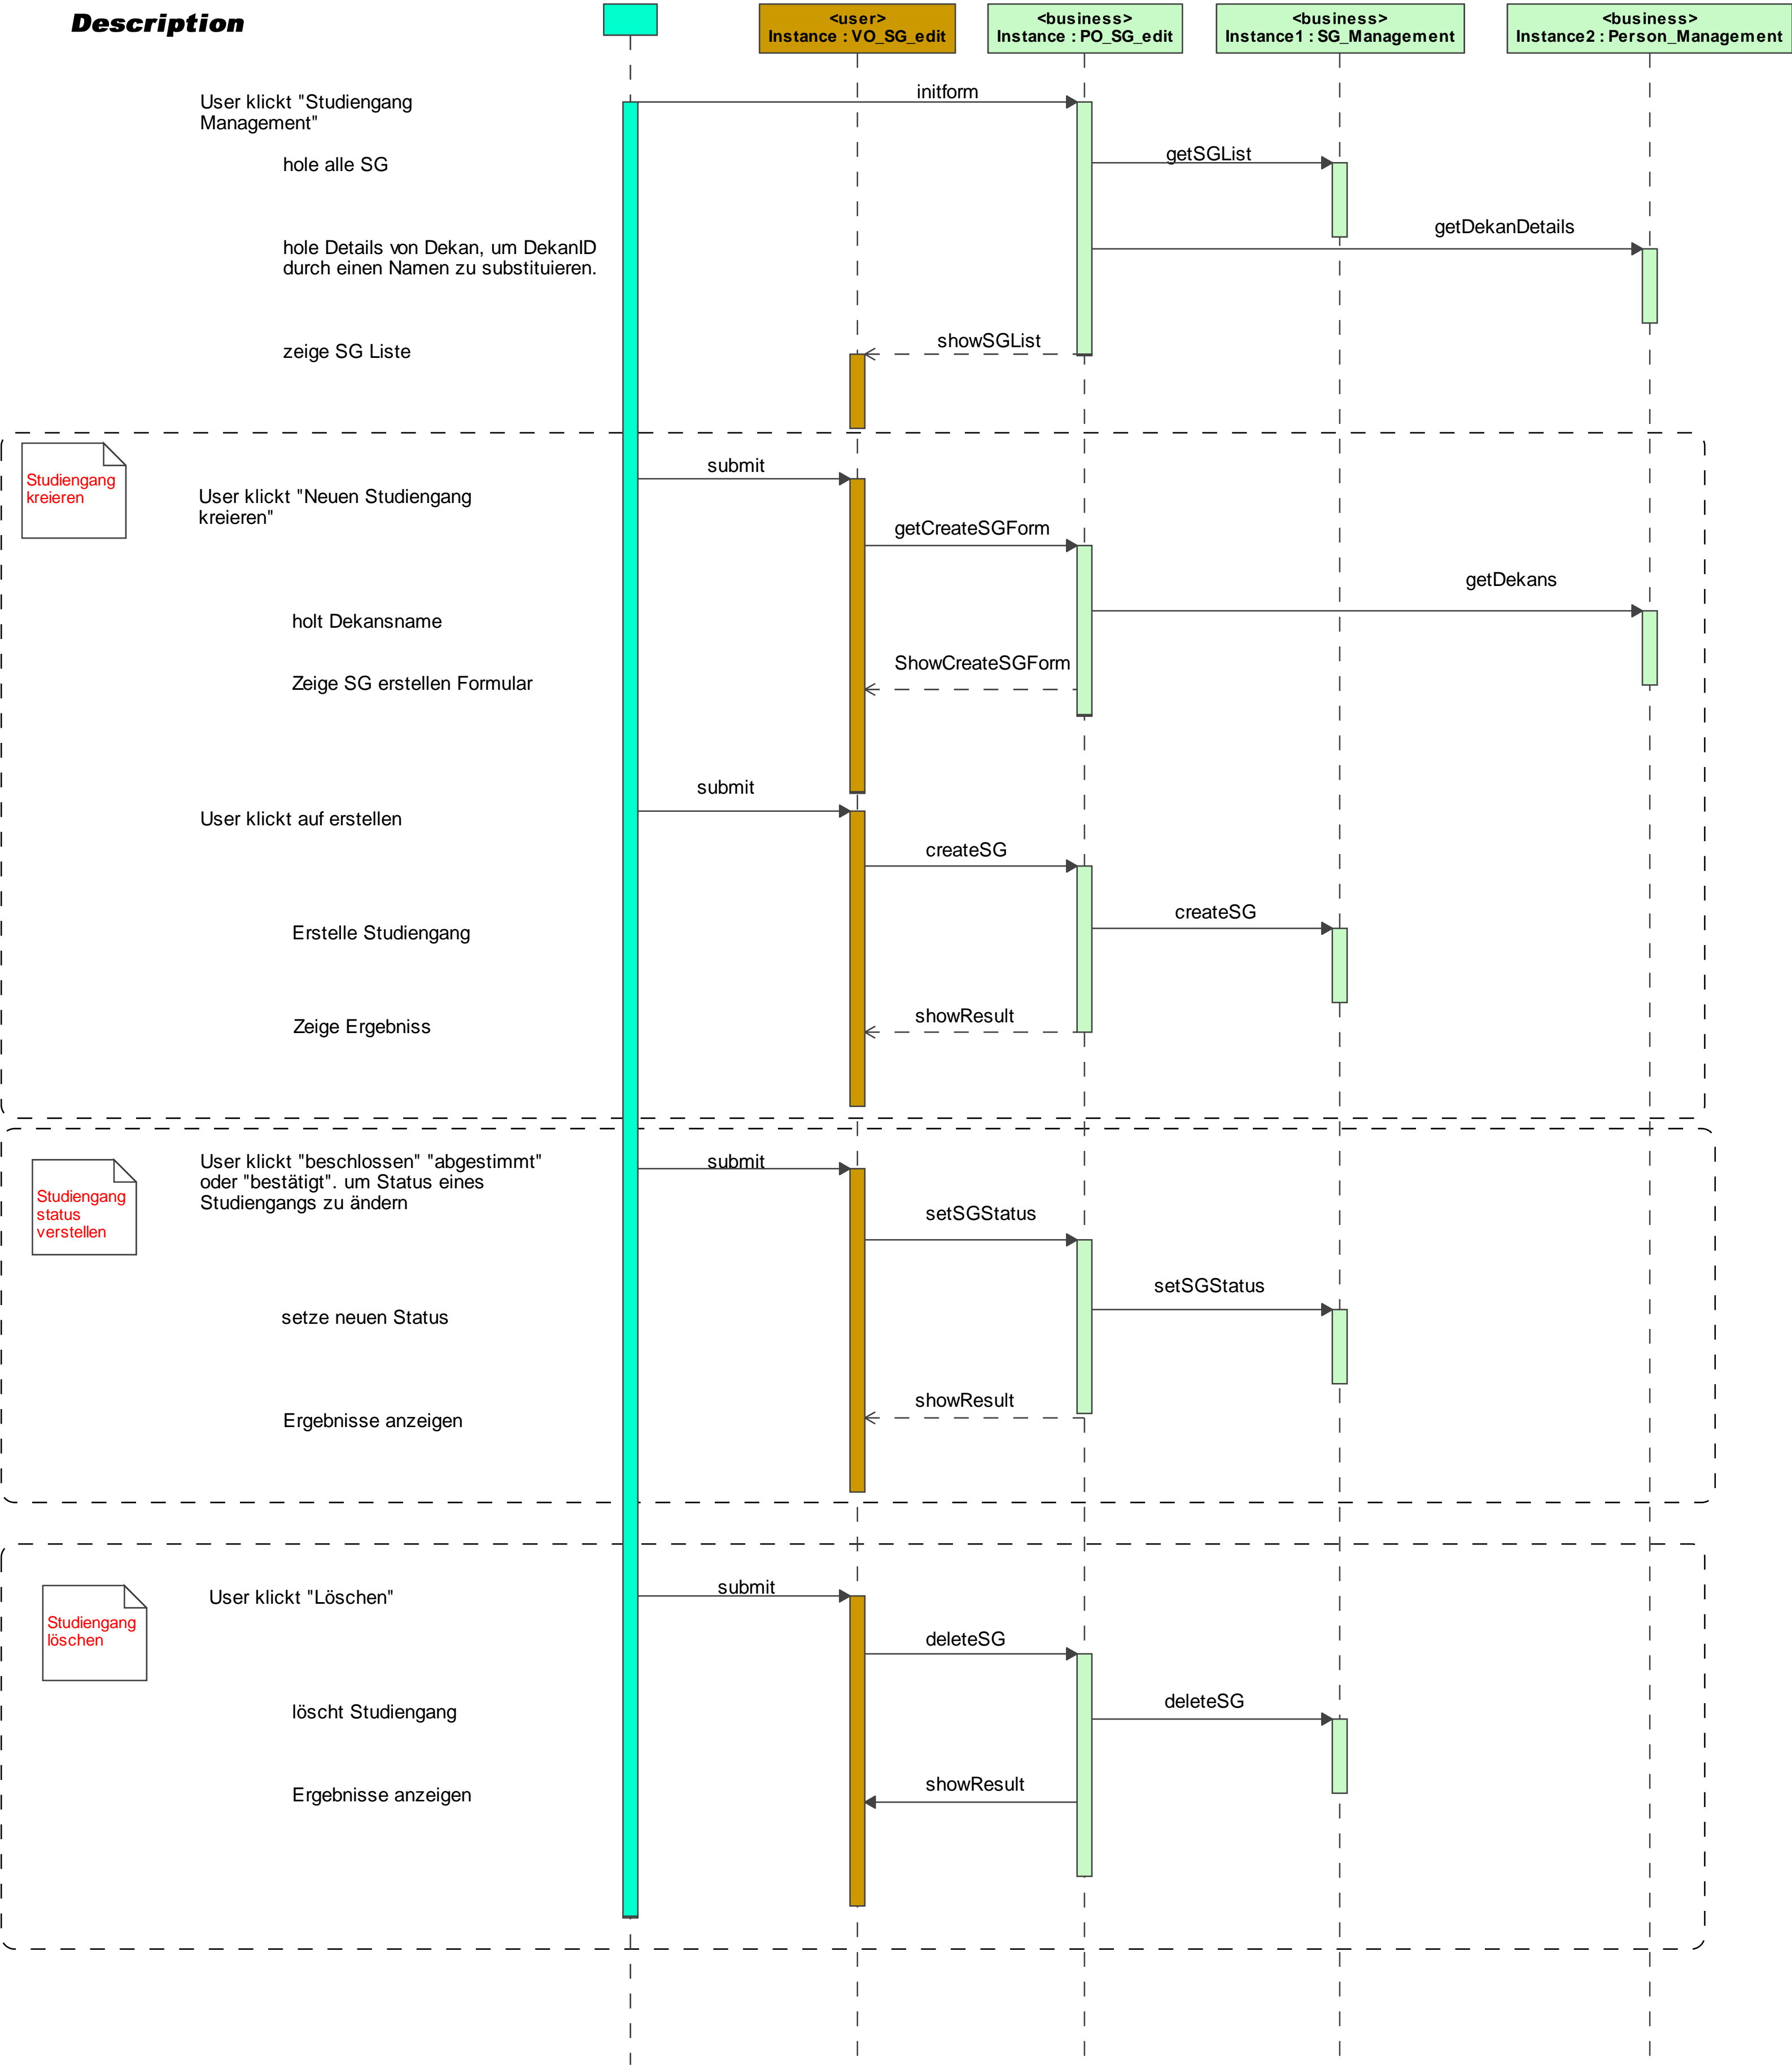 Description
<user>
Instance : VO_SG_edit
<business>
Instance : PO_SG_edit
<business>
Instance1 : SG_Management
<business>
Instance2 : Person_Management
User klickt "Studiengang
Management"
initform
hole alle SG
getSGList
hole Details von Dekan, um DekanID
durch einen Namen zu substituieren.
getDekanDetails
zeige SG Liste
showSGList
Studiengang
kreieren
User klickt "Neuen Studiengang
kreieren"
submit
getCreateSGForm
getDekans
holt Dekansname
ShowCreateSGForm
Zeige SG erstellen Formular
submit
User klickt auf erstellen
createSG
createSG
Erstelle Studiengang
showResult
Zeige Ergebniss
Studiengang
status
verstellen
User klickt "beschlossen" "abgestimmt"
oder "bestätigt". um Status eines
Studiengangs zu ändern
submit
setSGStatus
setSGStatus
setze neuen Status
showResult
Ergebnisse anzeigen
Studiengang
löschen
User klickt "Löschen"
submit
deleteSG
deleteSG
löscht Studiengang
showResult
Ergebnisse anzeigen